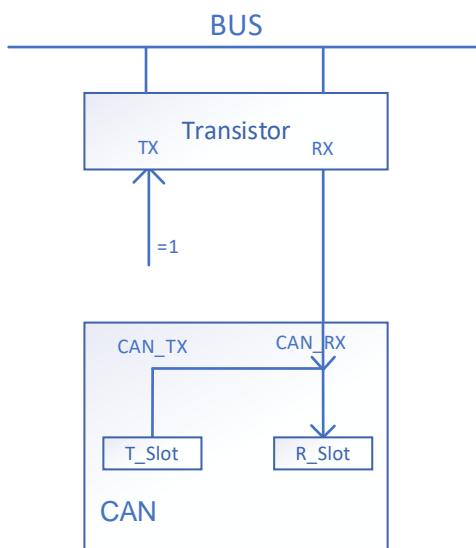 BUS
Transistor
TX
RX
=1
CAN_TX
CAN_RX
T_Slot
R_Slot
CAN